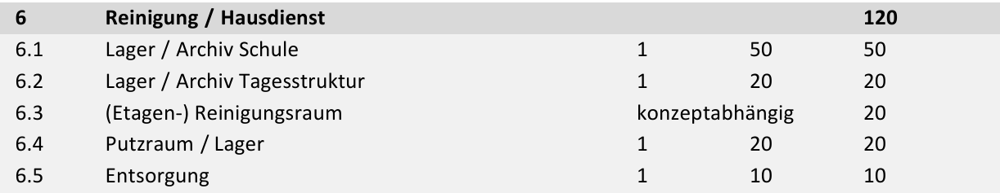 6 Reinigung / Hausdienst 120
6.1 Lager / Archiv Schule 1 50 50
6.2 Lager / Archiv Tagesstruktur 1 20 20
6.3 (Etagen-) Reinigungsraum konzeptabhängig 20
6.4 Putzraum / Lager 1 20 20
6.5 Entsorgung 1 10 10